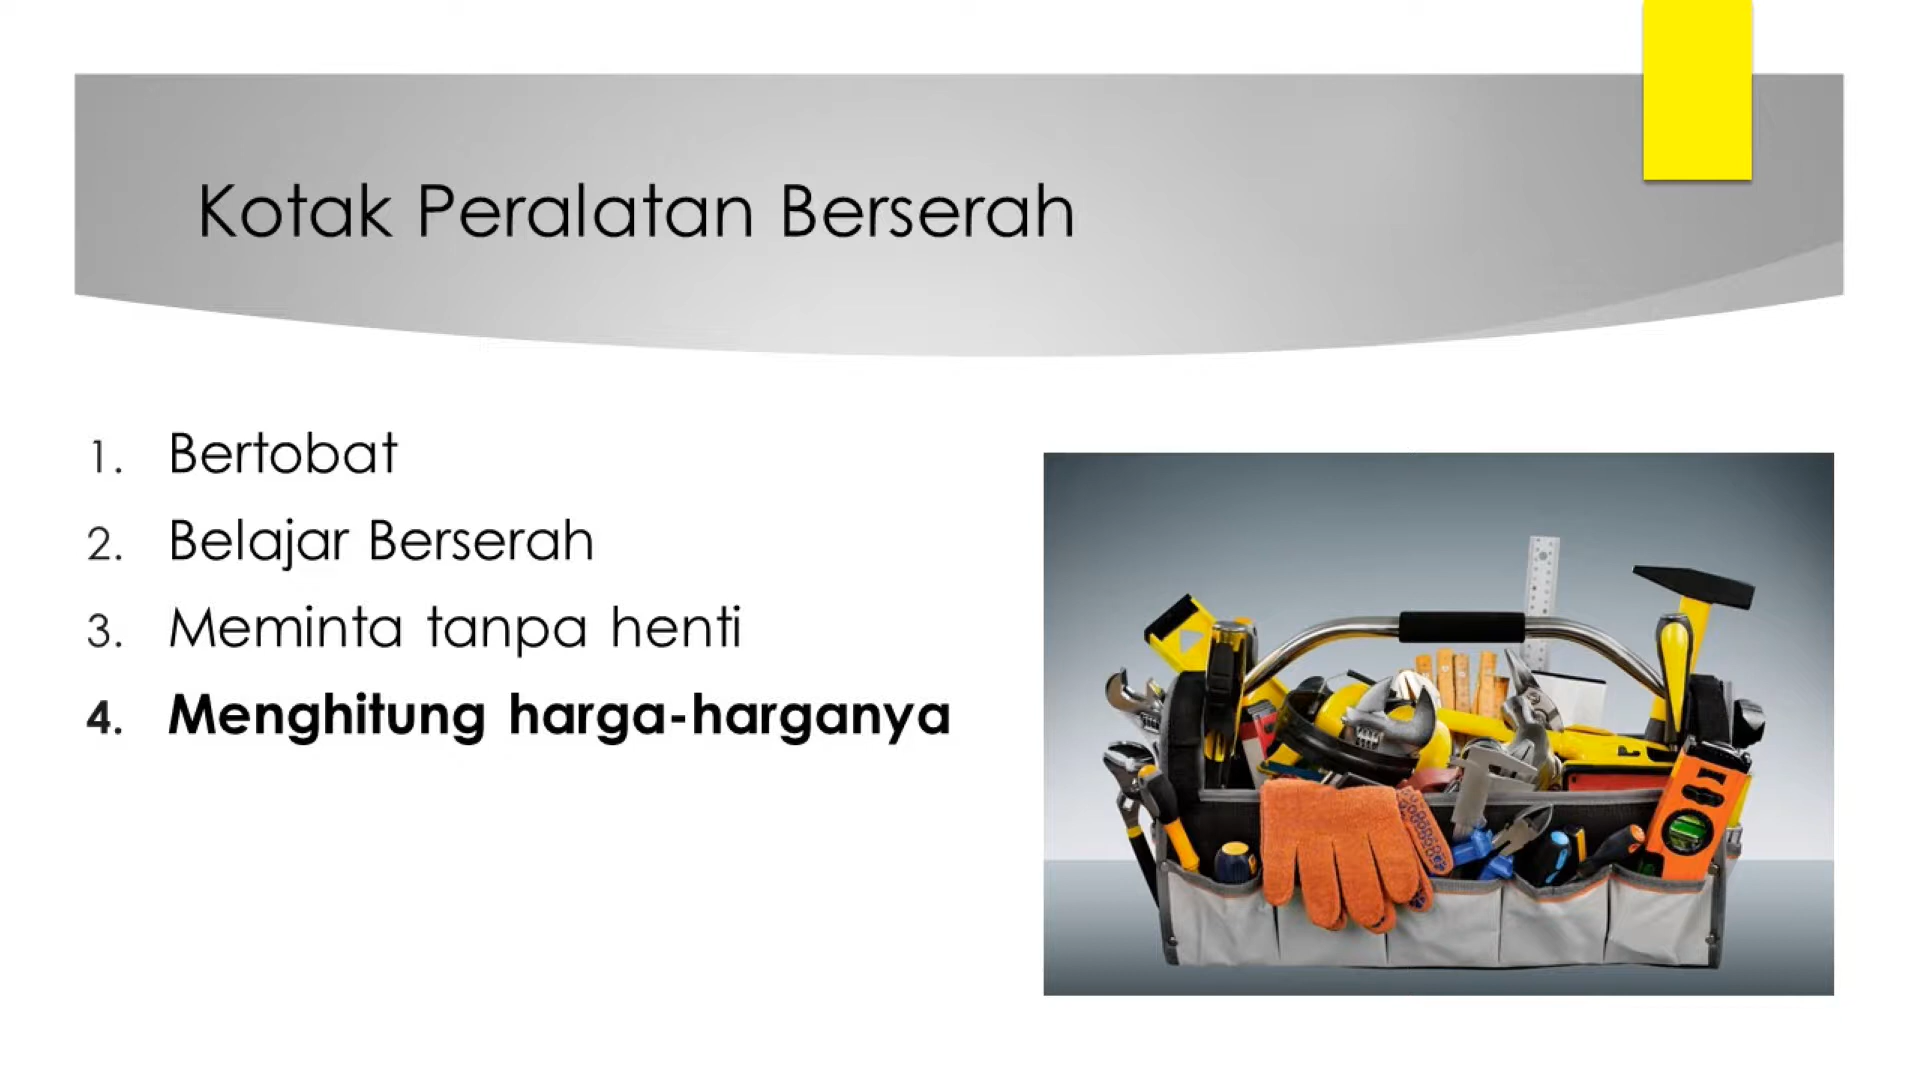 Kotak Peralatan Berserah
1. Bertobat
2. Belajar Berserah
3. Meminta tanpa henti
4. Menghitung harga-harganya